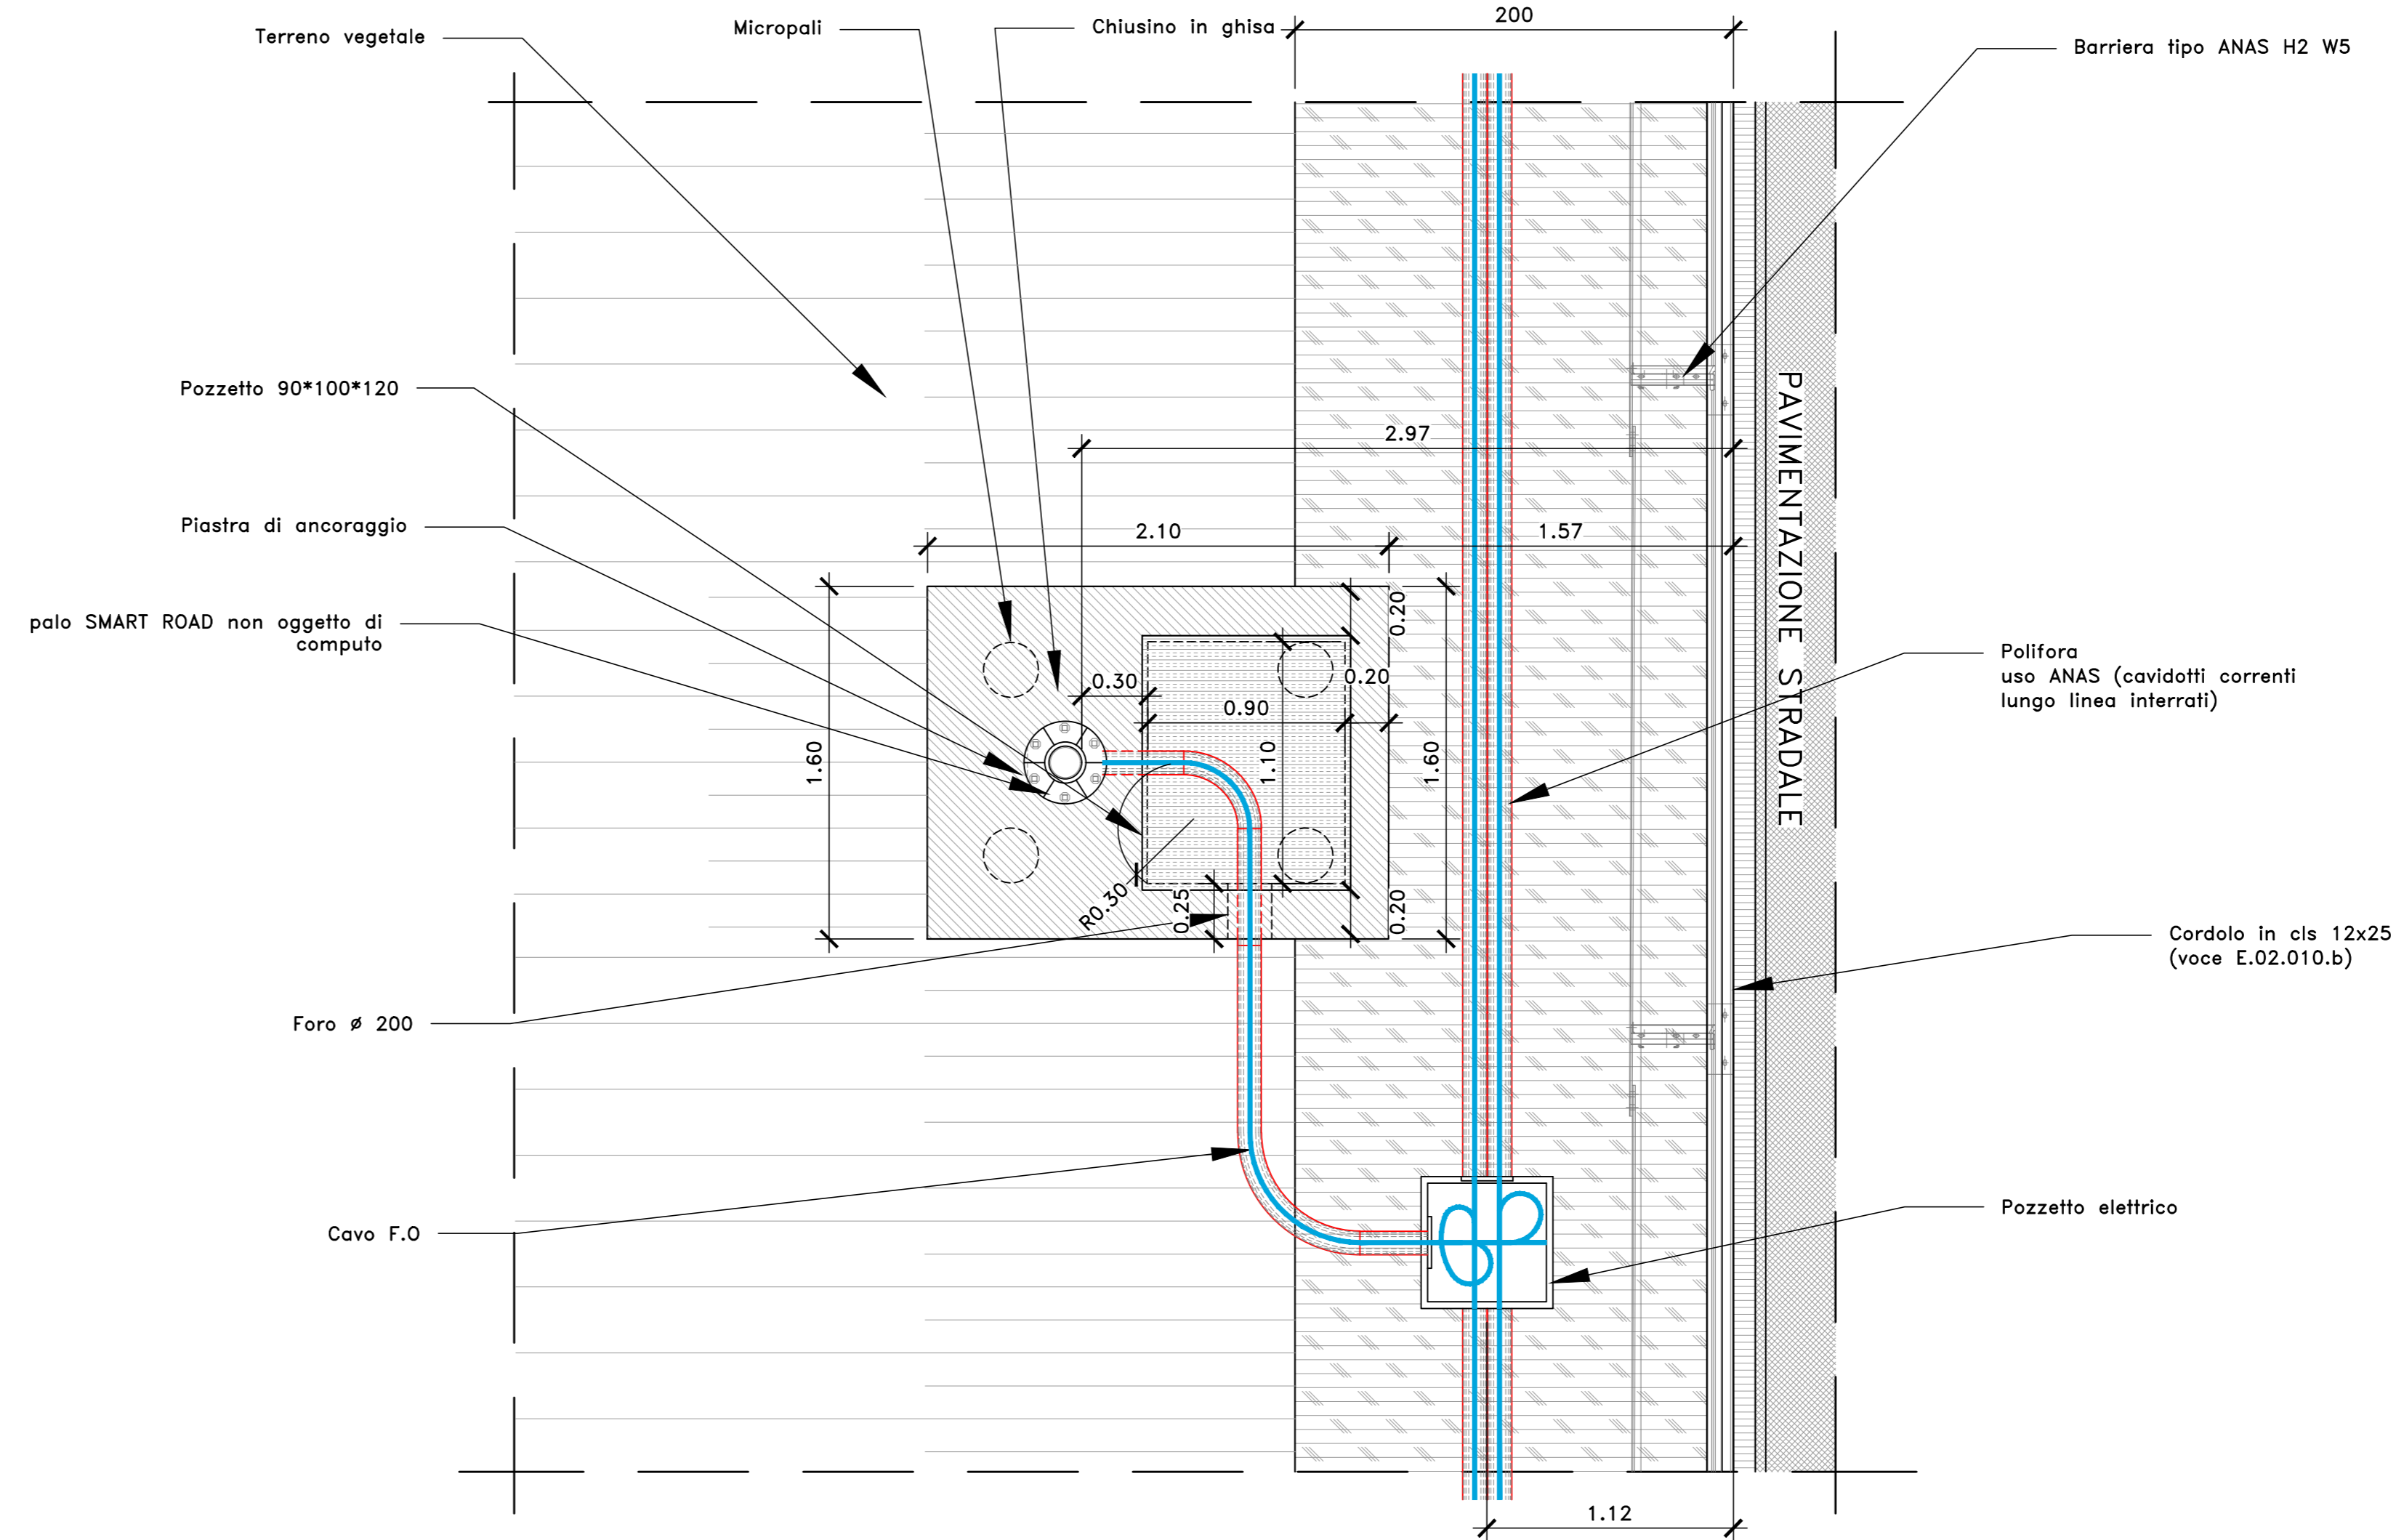 200
Terreno vegetale
Micropali
Chiusino in ghisa
Barriera tipo ANAS H2 W5
Pozzetto 90*100*120
PAVIMENTAZIONE STRADALE
2.97
Piastra di ancoraggio
2.10
1.57
palo SMART ROAD non oggetto di
computo
0.20
Polifora
uso ANAS (cavidotti correnti
lungo linea interrati)
0.30
0.20
0.90
1.60
1.10
1.60
R0.30
0.25
0.20
Cordolo in cls 12x25
(voce E.02.010.b)
Foro ø 200
Cavo F.O
Pozzetto elettrico
1.12